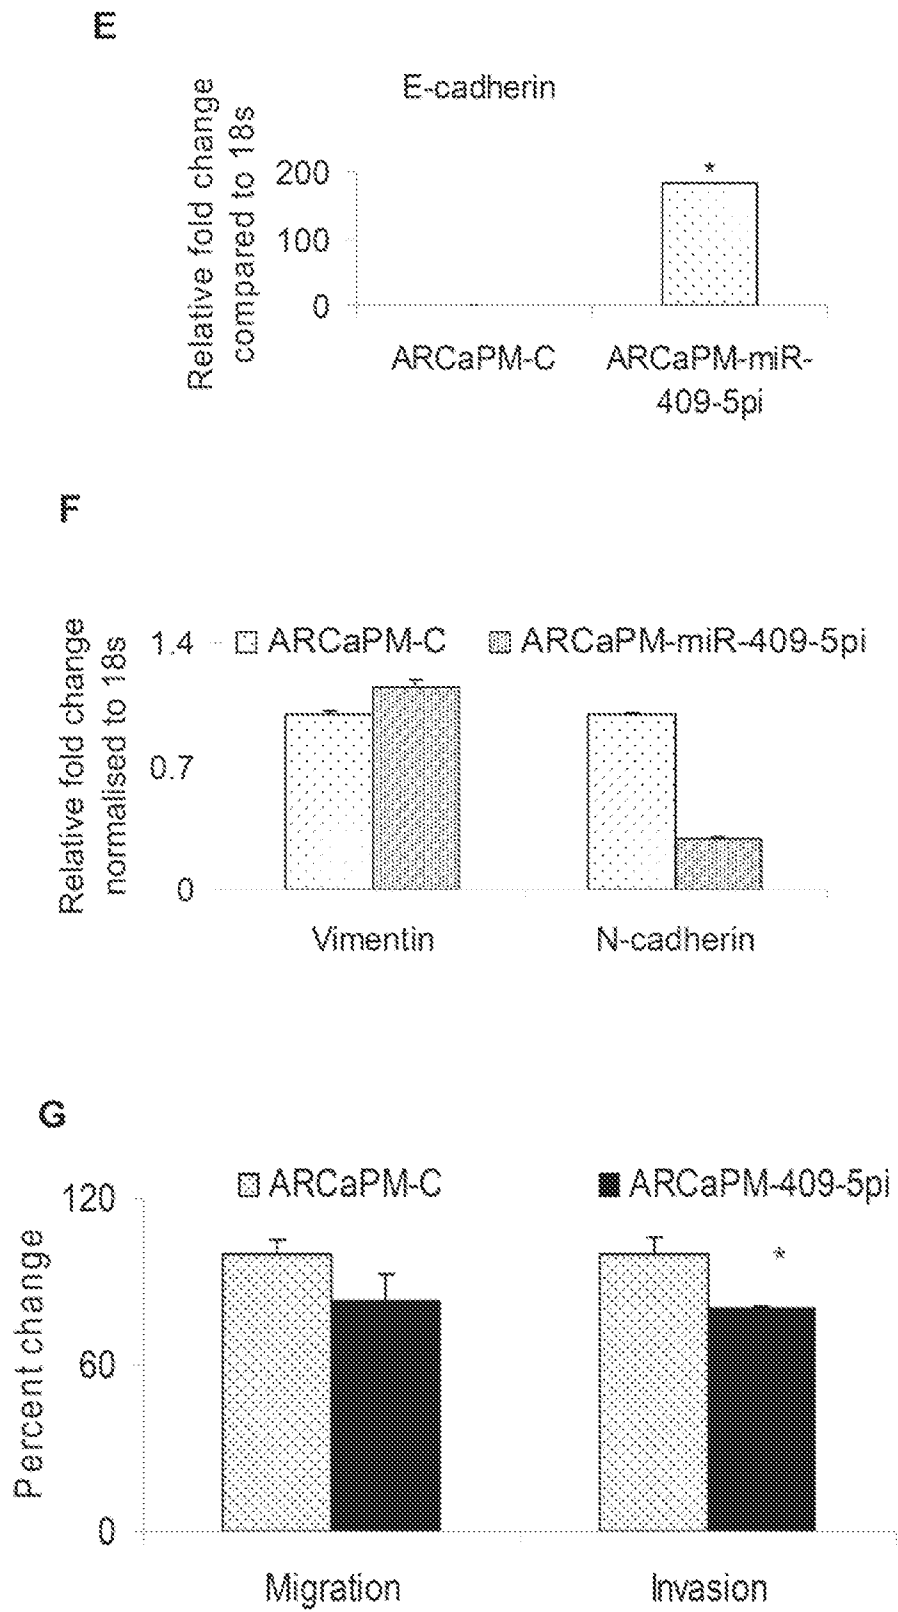 E
E-cadherin
Relative fold change
compared to 18s
200
100
0
*
ARCaPM-C
ARCaPM-miR-
409-5pi
F
Relative fold change
normalised to 18s
1.4
0.7
0
ARCaPM-C
ARCaPM-miR-409-5pi
Vimentin
N-cadherin
G
Percent change
120
60
0
ARCaPM-C
ARCaPM-409-5pi
*
Migration
Invasion